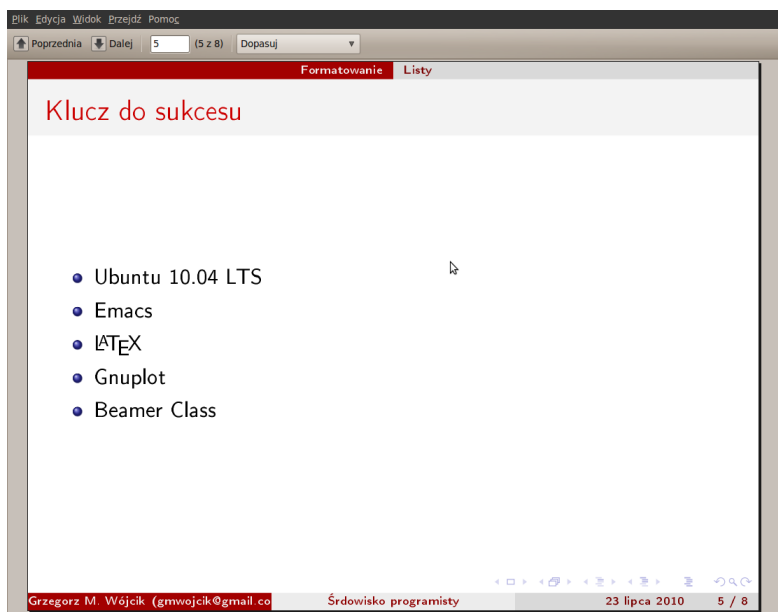 Plik Edycja Widok Przejdź Pomoc
Poprzednia Dalej 5 (5 z 8) Dopasuj
Formatowanie Listy
Klucz do sukcesu
Ubuntu 10.04 LTS
Emacs
LATEX
Gnuplot
Beamer Class
Grzegorz M. Wójcik (gmwojcik@gmail.co Śrdowisko programisty 23 lipca 2010 5 / 8